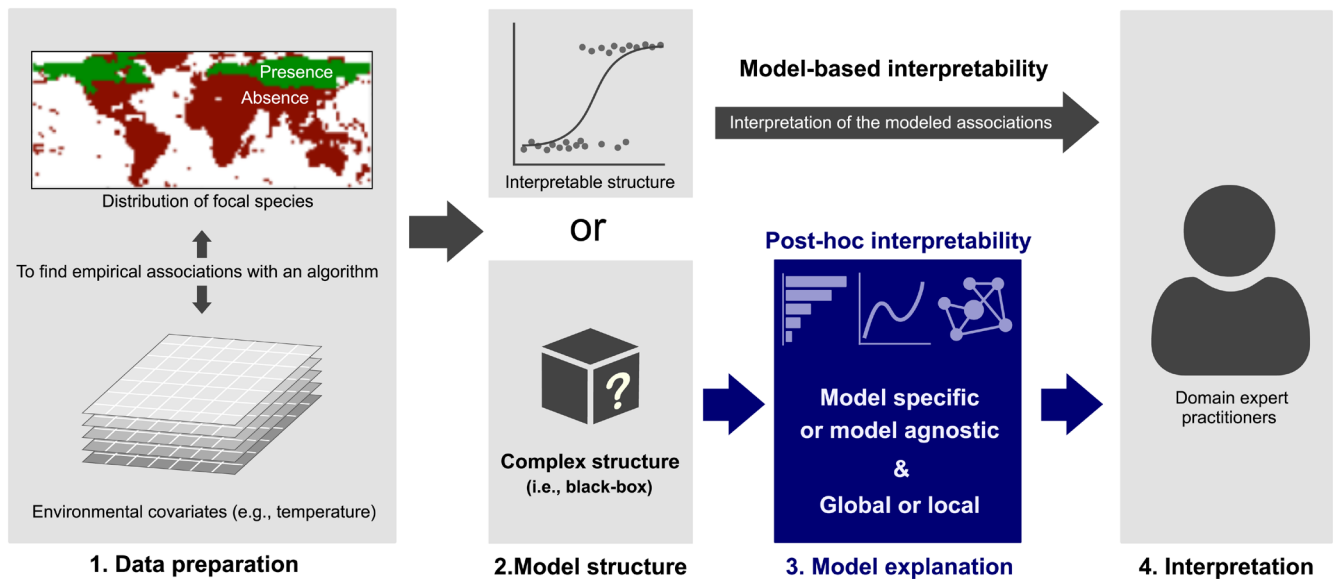 Presence
Absence
Distribution of focal species
To find empirical associations with an algorithm
Environmental covariates (e.g., temperature)
1. Data preparation
Interpretable structure
or
?
Complex structure
(i.e., black-box)
2.Model structure
Model-based interpretability
Interpretation of the modeled associations
Post-hoc interpretability
Model specific
or model agnostic
&
Global or local
3. Model explanation
Domain expert
practitioners
4. Interpretation